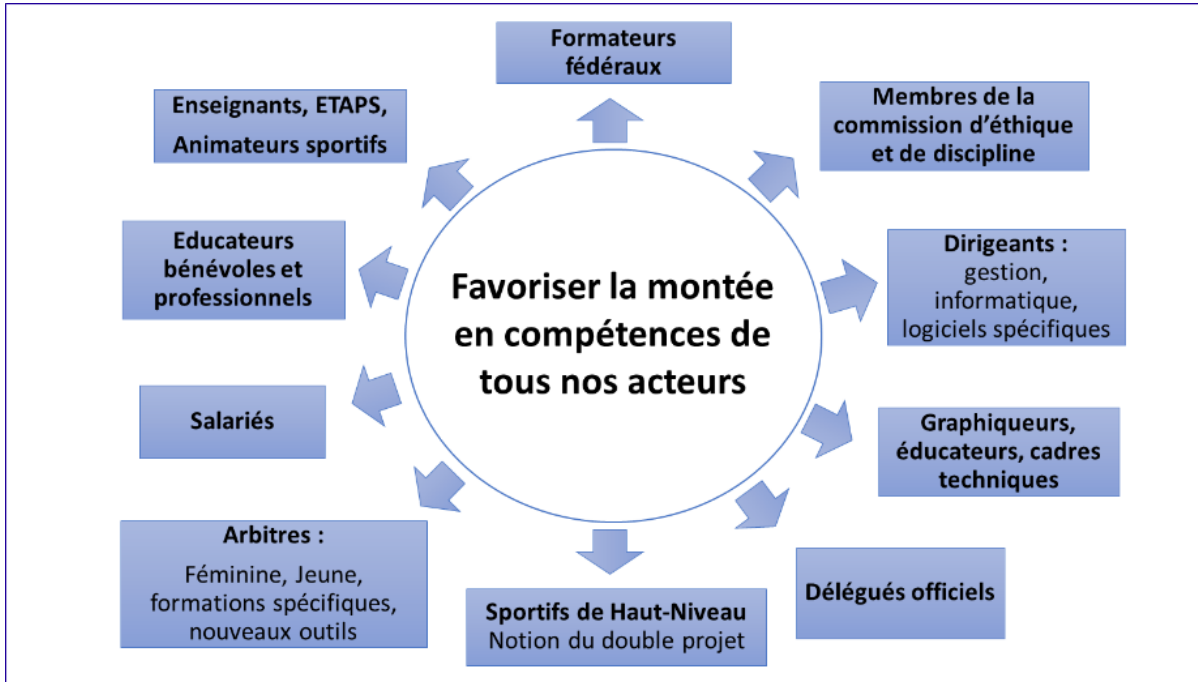 Formateurs
fédéraux
Enseignants, ETAPS,
Animateurs sportifs
Membres de la
commission d'éthique
et de discipline
Educateurs
bénévoles et
professionnels
Favoriser la montée
en compétences de
tous nos acteurs
Dirigeants :
gestion,
informatique,
logiciels spécifiques
Salariés
Graphiqueurs,
éducateurs, cadres
techniques
Arbitres :
Féminine, Jeune,
formations spécifiques,
nouveaux outils
Sportifs de Haut-Niveau
Notion du double projet
Délégués officiels